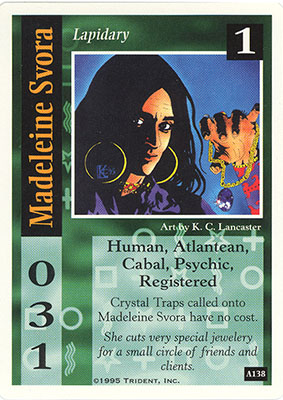 Madeleine Svora
Lapidary
1
Art by K. C. Lancaster
0
3
1
Human, Atlantean,
Cabal, Psychic,
Registered
Crystal Traps called onto
Madeleine Svora have no cost.
She cuts very special jewelery
for a small circle of friends and
clients.
©1995 TRIDENT, INC.
A138